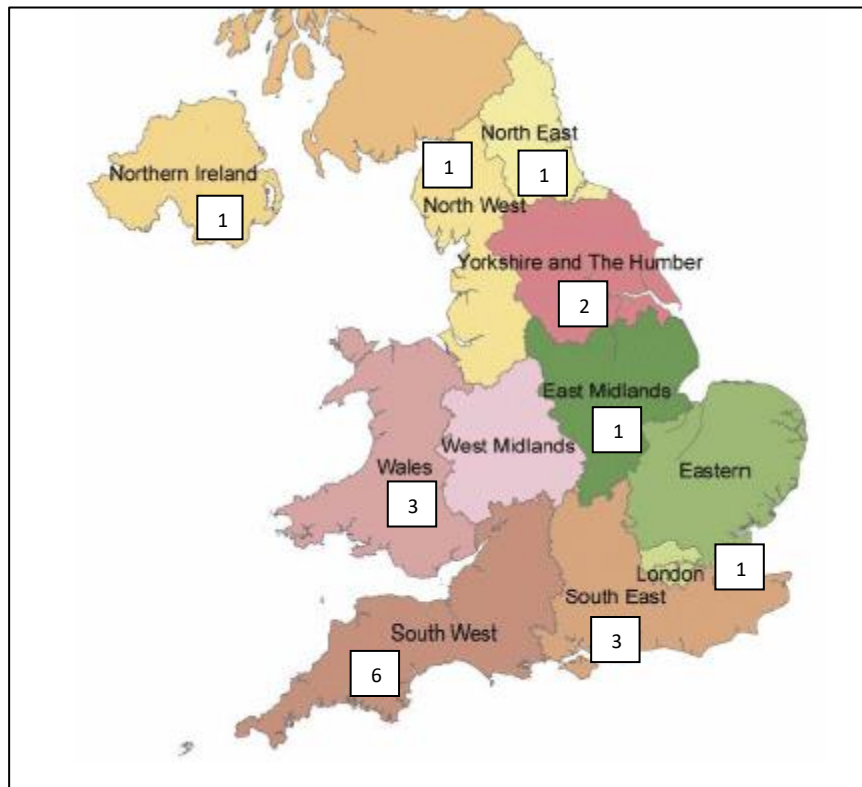 North East
1
1
Northern Ireland
1
North West
Yorkshire and The Humber
2
East Midlands
1
West Midlands
Wales
3
Eastern
London
1
South East
3
South West
6